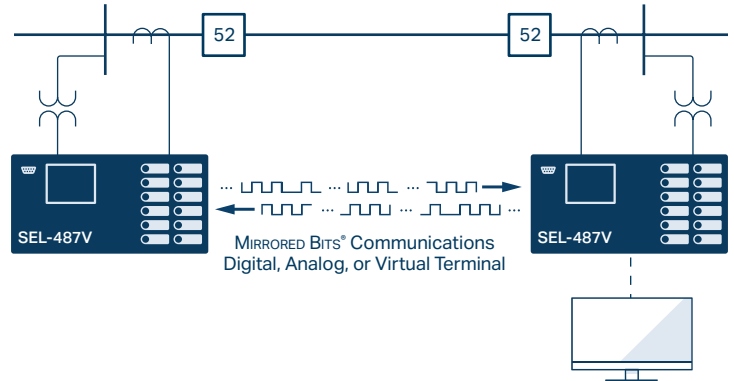 52
52
SEL-487V
SEL-487V
... ... ...
... ... ...
MIRRORED BITS® Communications
Digital, Analog, or Virtual Terminal